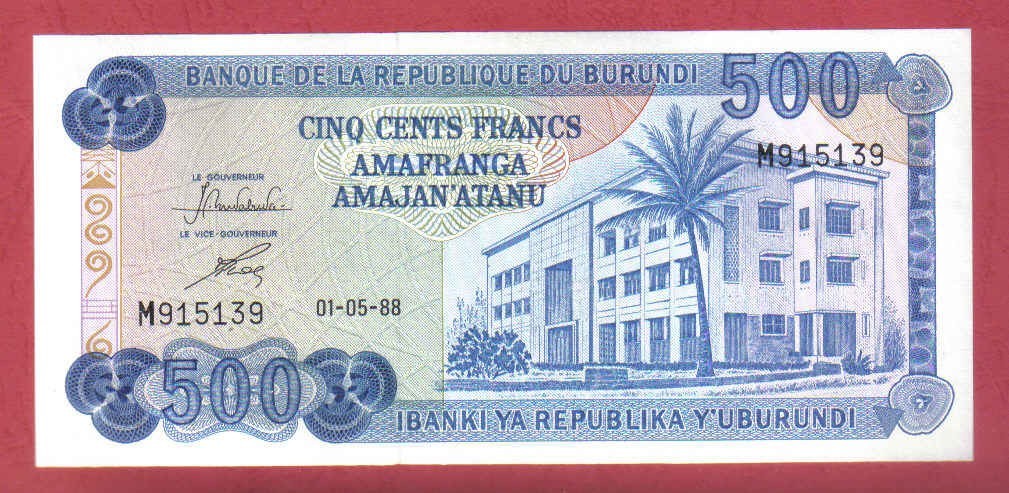 BANQUE DE LA REPUBLIQUE DU BURUNDI
500
CINQ CENTS FRANCS
AMAFRANGA
AMAJAN'ATANU
M915139
LE GOUVERNEUR
LE VICE-GOUVERNEUR
M915139
01-05-88
500
IBANKI YA REPUBLIKA Y'UBURUNDI